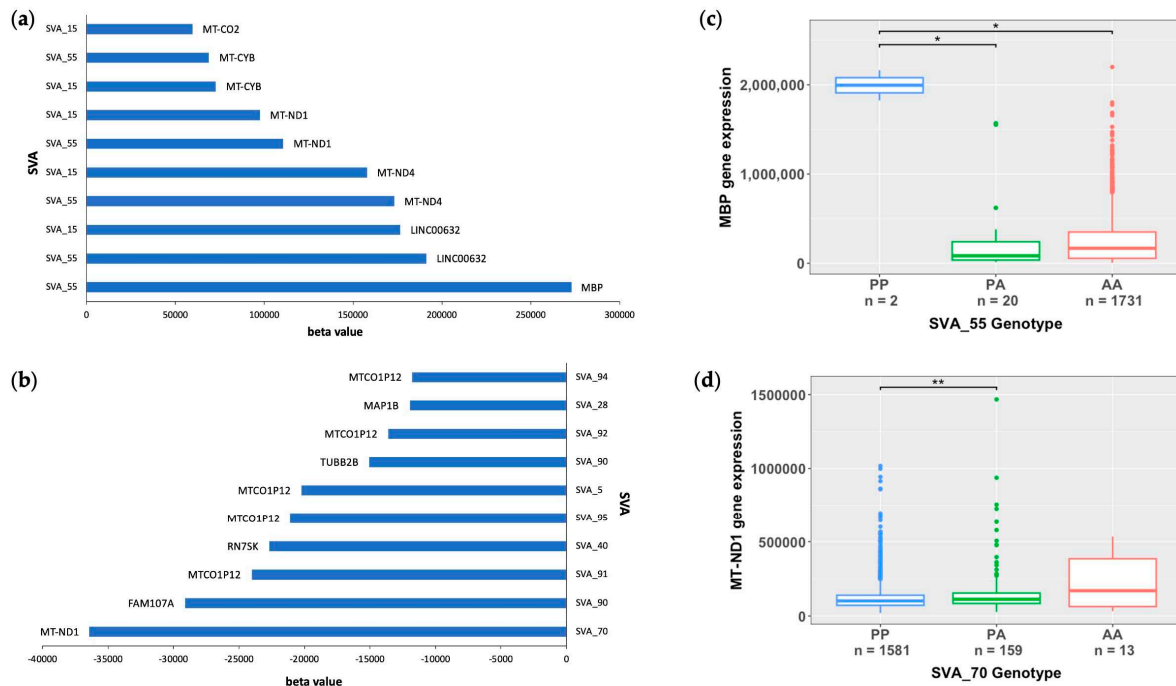 (a)
SVA_15 MT-CO2
SVA_55 MT-CYB
SVA_15 MT-CYB
SVA_15 MT-ND1
SVA_55 MT-ND1
SVA_15 MT-ND4
SVA_55 MT-ND4
SVA_15 LINC00632
SVA_55 LINC00632
SVA_55 MBP
SVA
0 50000 100000 150000 200000 250000 300000
beta value
(b)
MTCO1P12 SVA_94
MAP1B SVA_28
MTCO1P12 SVA_92
TUBB2B SVA_90
MTCO1P12 SVA_5
MTCO1P12 SVA_95
RN7SK SVA_40
MTCO1P12 SVA_91
FAM107A SVA_90
MT-ND1 SVA_70
SVA
-40000 -35000 -30000 -25000 -20000 -15000 -10000 -5000 0
beta value
(c)
*
*
2,000,000
1,000,000
0
MBP gene expression
PP PA AA
n = 2 n = 20 n = 1731
SVA_55 Genotype
(d)
**
1500000
1000000
500000
0
MT-ND1 gene expression
PP PA AA
n = 1581 n = 159 n = 13
SVA_70 Genotype